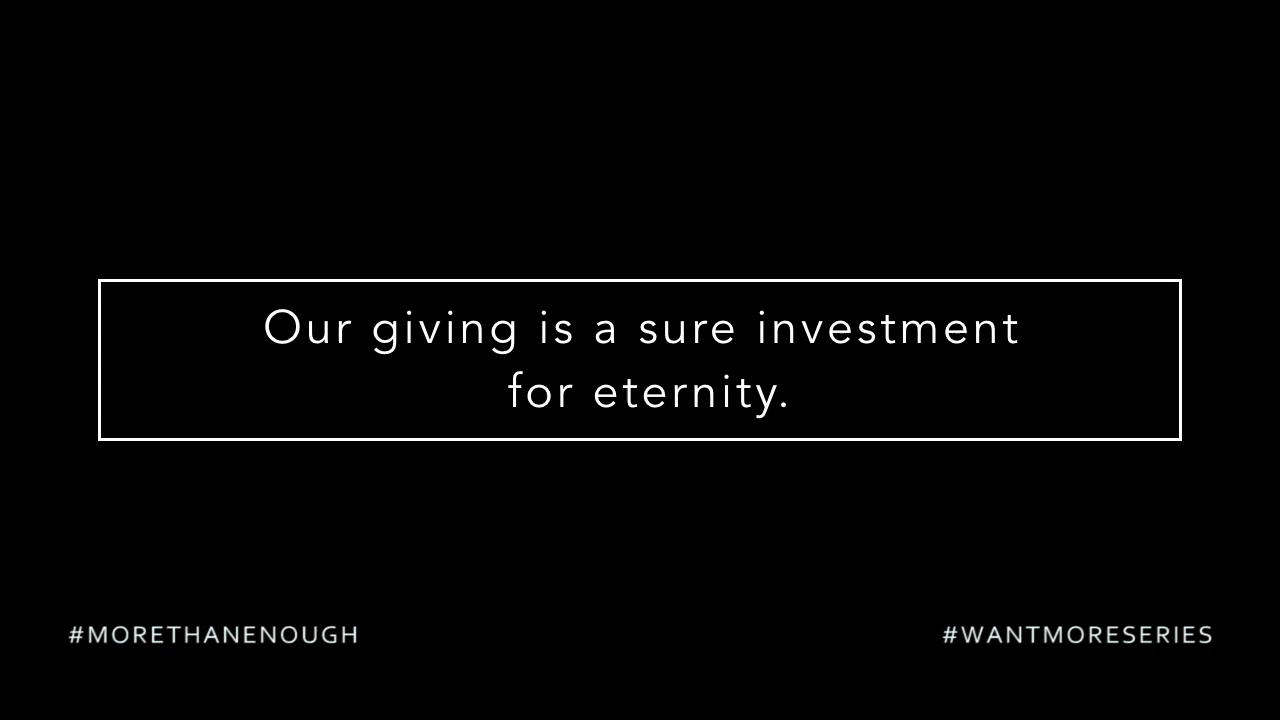 Our giving is a sure investment
for eternity.
#MORETHANENOUGH
#WANTMORESERIES